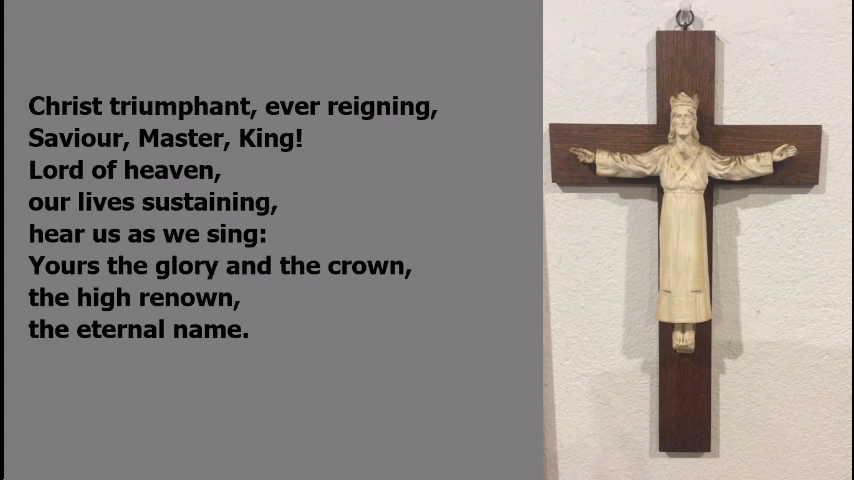 Christ triumphant, ever reigning,
Saviour, Master, King!
Lord of heaven,
our lives sustaining,
hear us as we sing:
Yours the glory and the crown,
the high renown,
the eternal name.